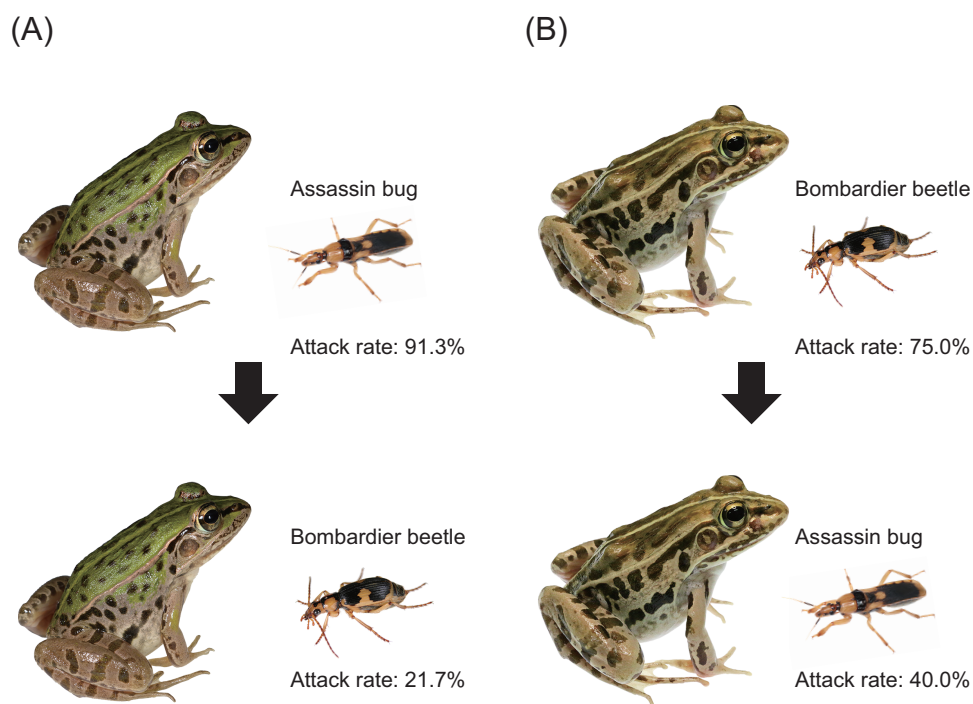 (A)
Assassin bug
Attack rate: 91.3%
Bombardier beetle
Attack rate: 21.7%
(B)
Bombardier beetle
Attack rate: 75.0%
Assassin bug
Attack rate: 40.0%